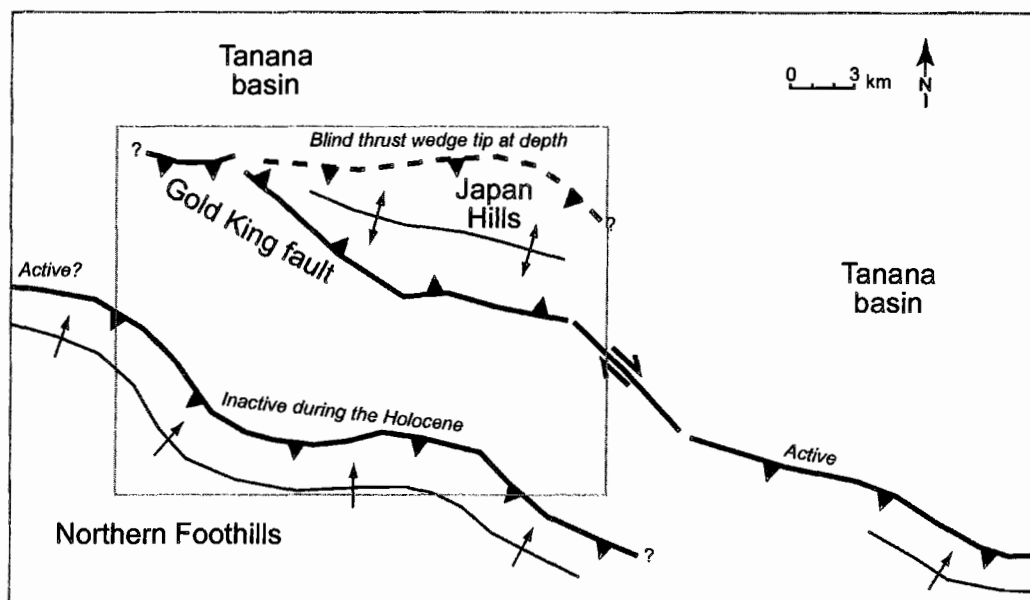 Tanana
basin
0 3 km
N
Blind thrust wedge tip at depth
?
Japan
Hills
Gold King fault
?
Active?
Tanana
basin
Inactive during the Holocene
Active
Northern Foothills
?